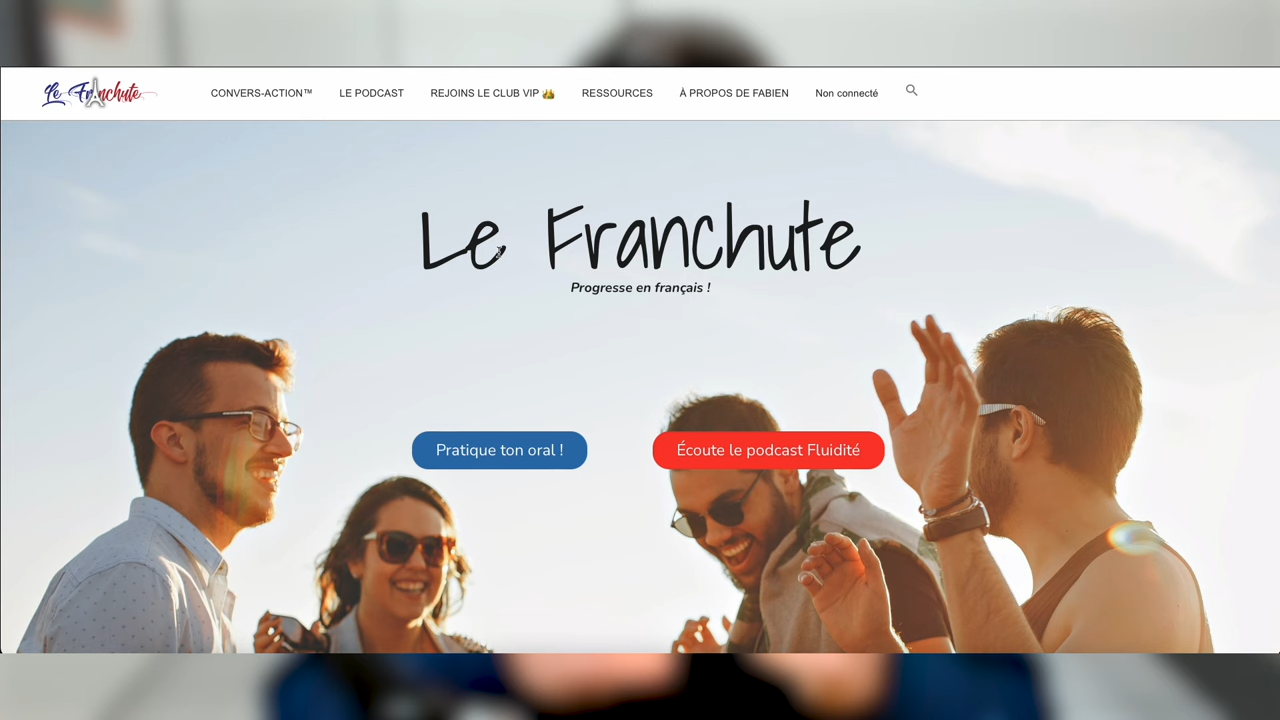 Le Franchute
CONVERS-ACTION™
LE PODCAST
REJOINS LE CLUB VIP
RESSOURCES
À PROPOS DE FABIEN
Non connecté
Le Franchute
Progresse en français !
Pratique ton oral !
Écoute le podcast Fluidité